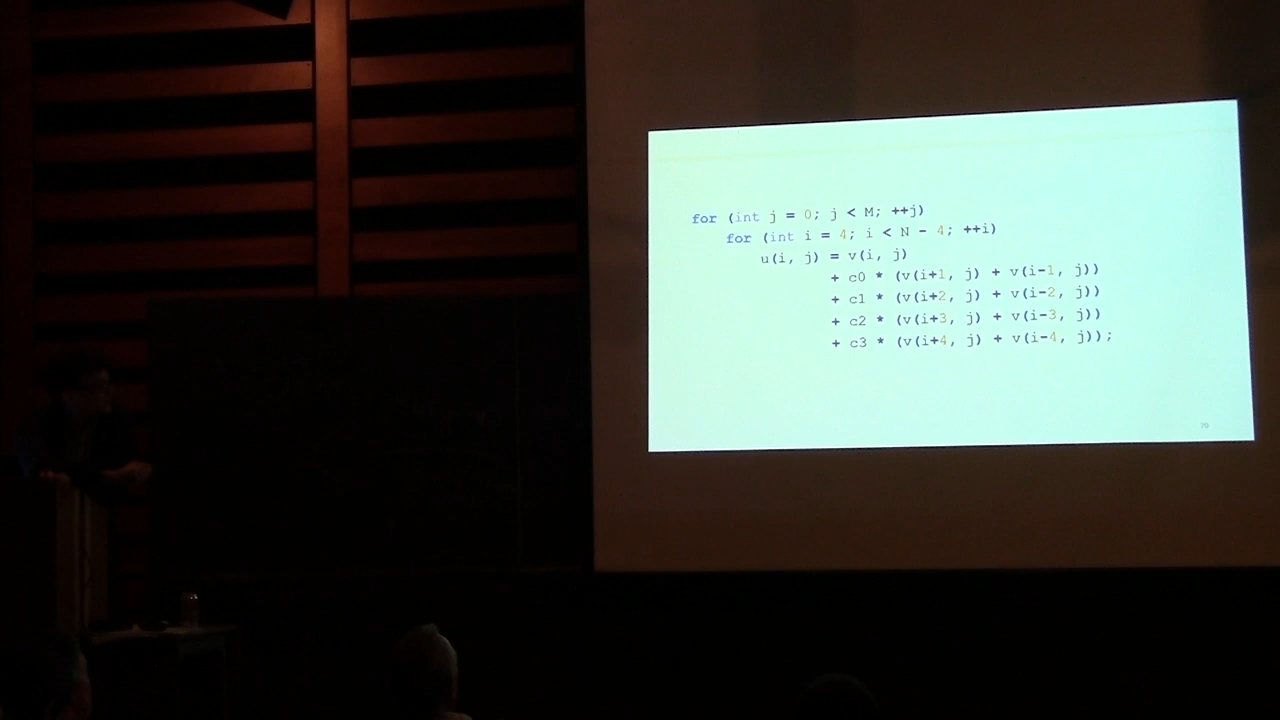 for (int j = 0; j < M; ++j)
for (int i = 4; i < N - 4; ++i)
u(i, j) = v(i, j)
+ c0 * (v(i+1, j) + v(i-1, j))
+ c1 * (v(i+2, j) + v(i-2, j))
+ c2 * (v(i+3, j) + v(i-3, j))
+ c3 * (v(i+4, j) + v(i-4, j));